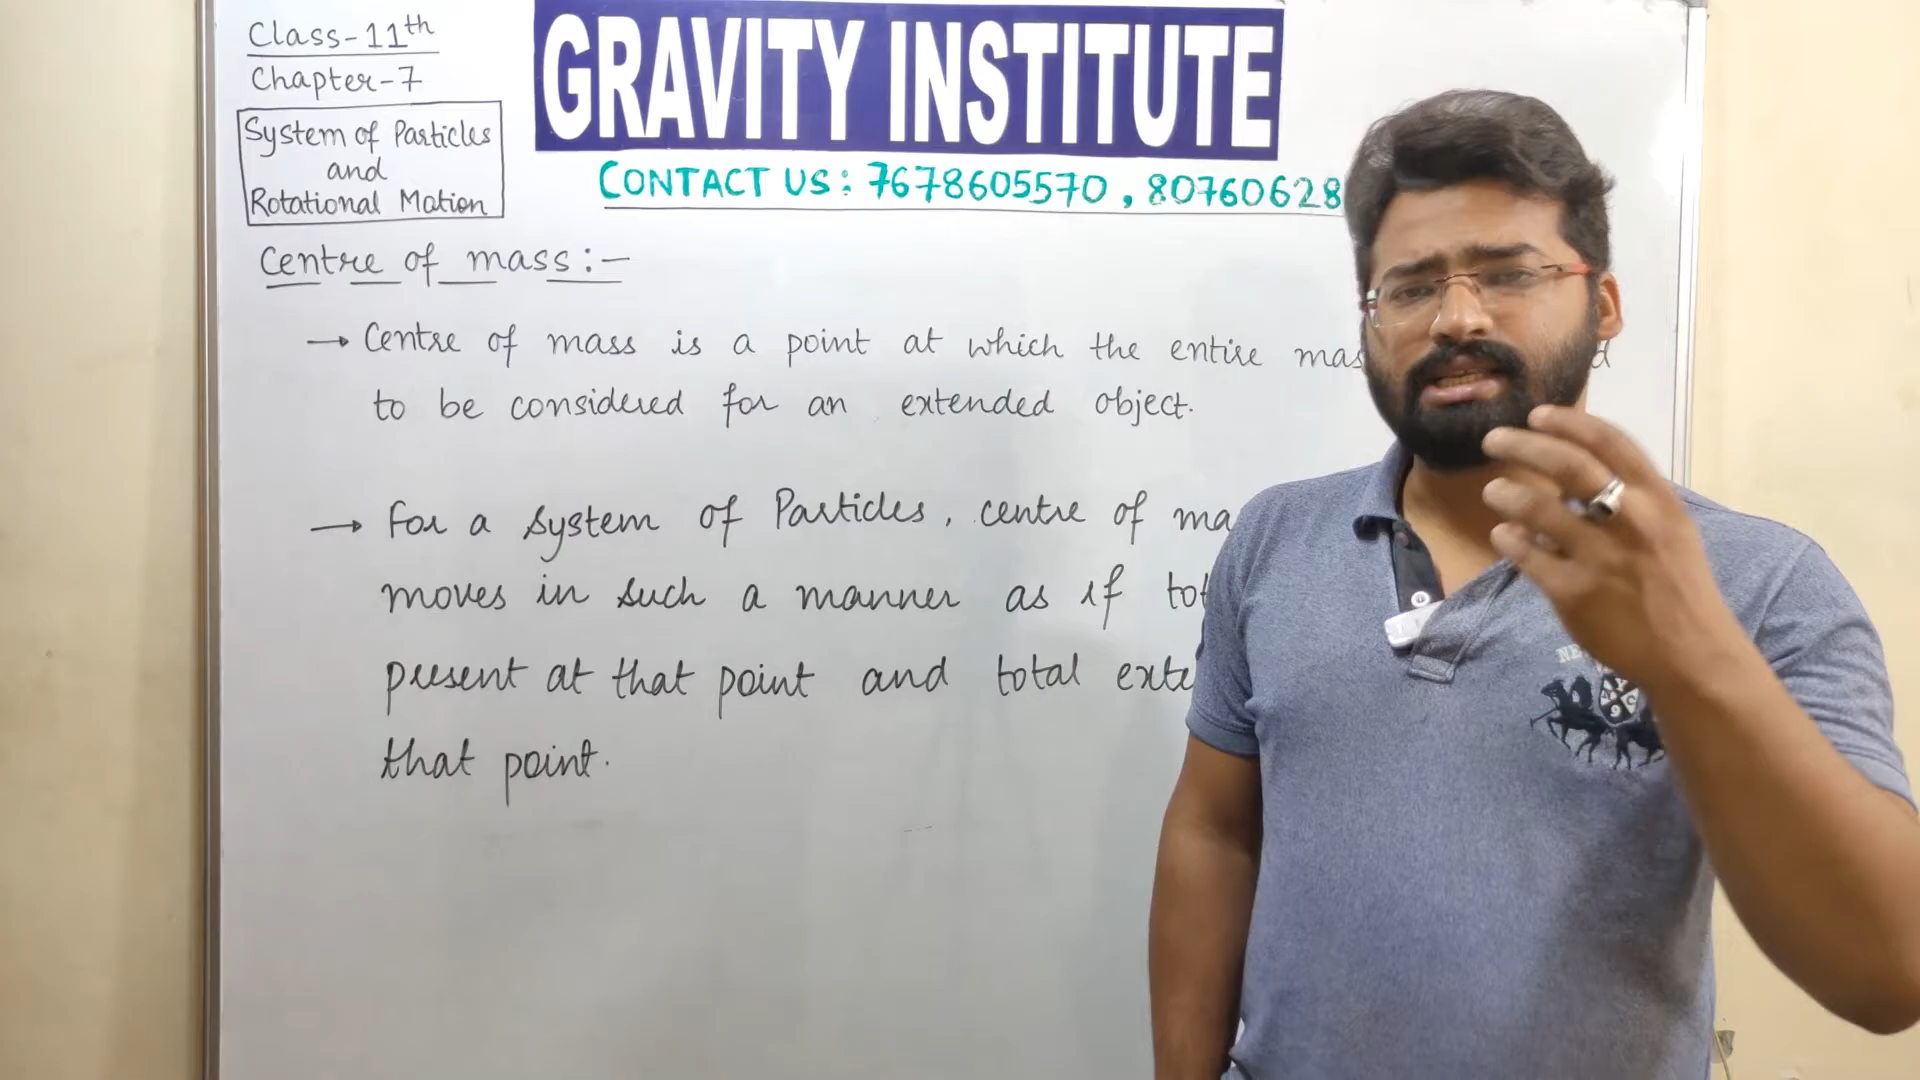 Class-11th
Chapter-7
System of Particles
and
Rotational Motion
GRAVITY INSTITUTE
CONTACT US : 7678605570 , 80760628
Centre of mass :-
→ Centre of mass is a point at which the entire mas
to be considered for an extended object.
→ For a system of Particles, centre of ma
moves in such a manner as if tot
present at that point and total exte
that point.